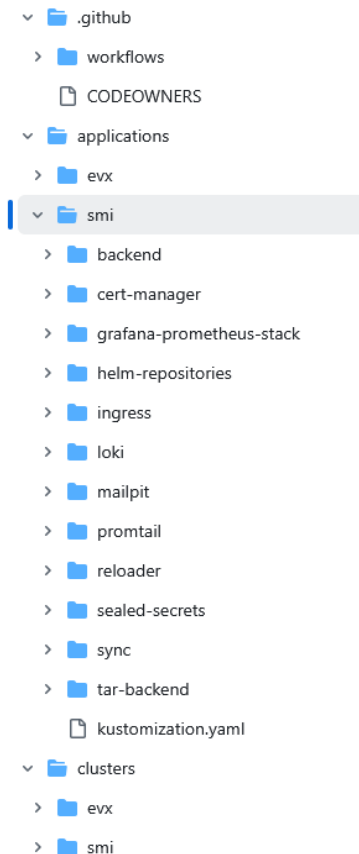 .github
workflows
CODEOWNERS
applications
evx
smi
backend
cert-manager
grafana-prometheus-stack
helm-repositories
ingress
loki
mailpit
promtail
reloader
sealed-secrets
sync
tar-backend
kustomization.yaml
clusters
evx
smi